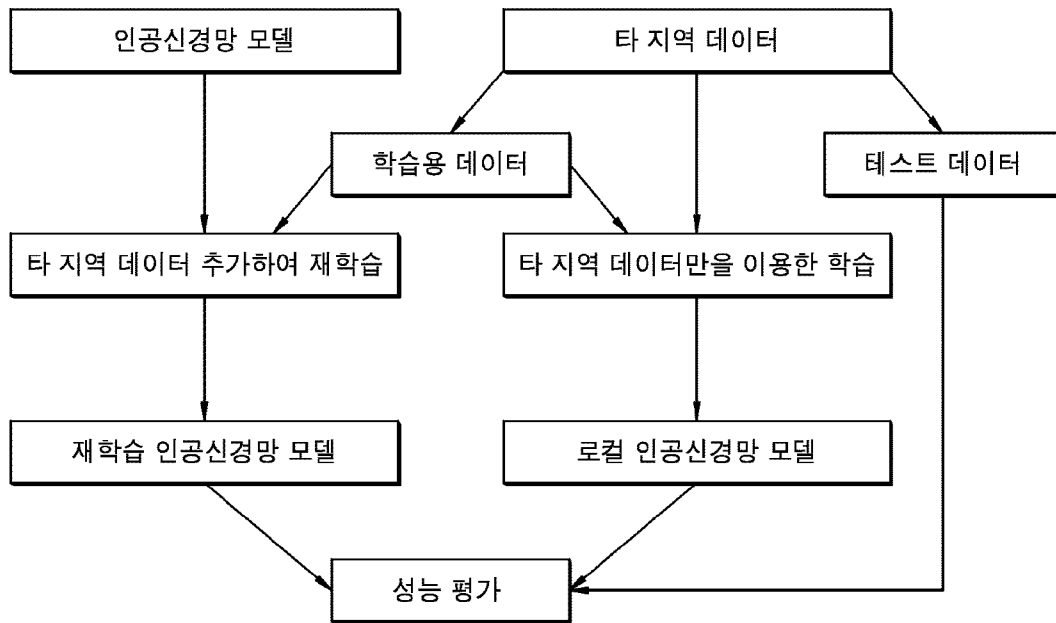 인공신경망 모델
타 지역 데이터
학습용 데이터
테스트 데이터
타 지역 데이터 추가하여 재학습
타 지역 데이터만을 이용한 학습
재학습 인공신경망 모델
로컬 인공신경망 모델
성능 평가